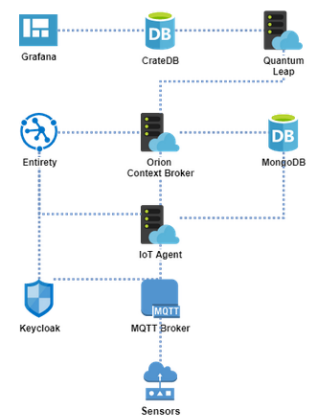 DB
Grafana
CrateDB
Quantum
Leap
DB
Entirety
Orion
Context Broker
MongoDB
IoT Agent
MQTT
Keycloak
MQTT Broker
Sensors